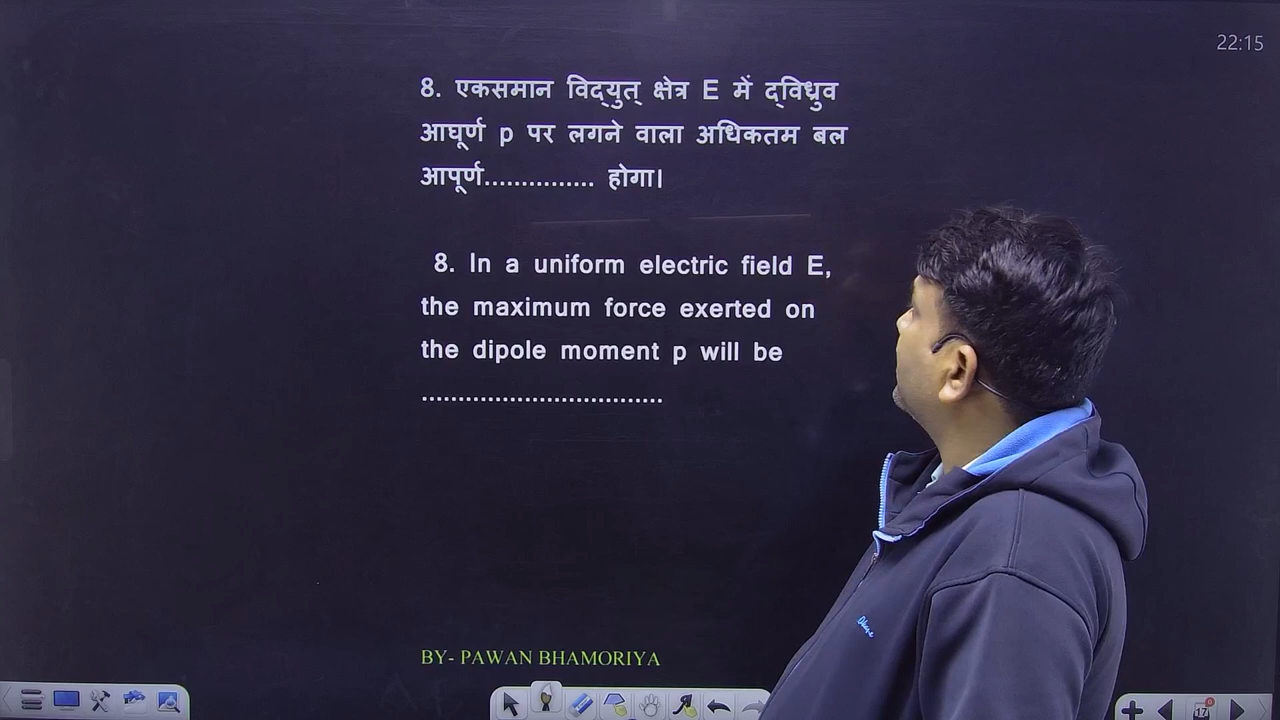 22:15
8. एकसमान विद्युत् क्षेत्र E में द्विध्रुव
आघूर्ण p पर लगने वाला अधिकतम बल
आपूर्ण............... होगा।
8. In a uniform electric field E,
the maximum force exerted on
the dipole moment p will be
.................................
BY- PAWAN BHAMORIYA